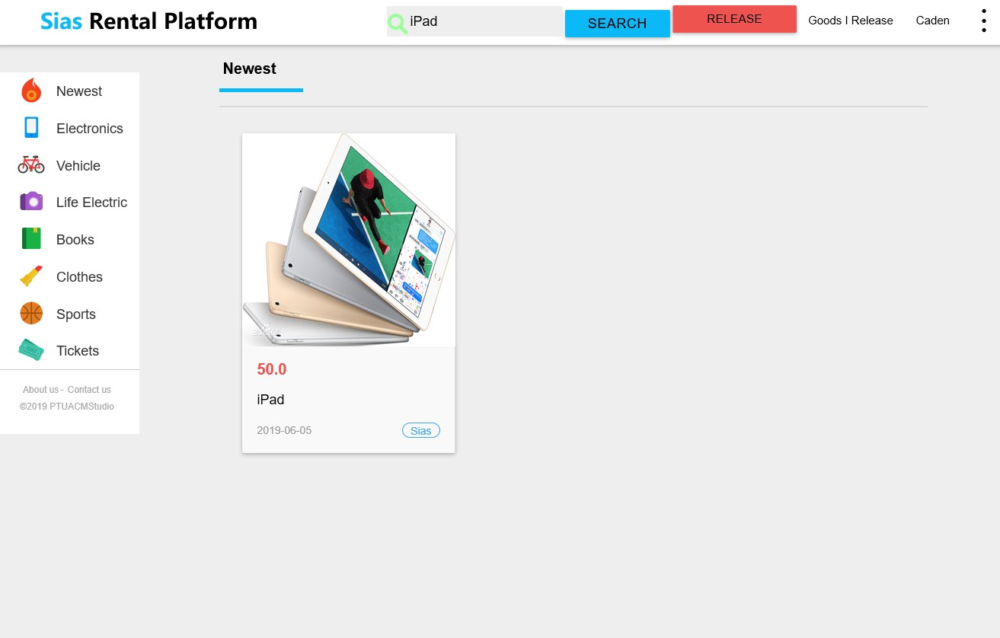 Sias Rental Platform
iPad
SEARCH
RELEASE
Goods I Release
Caden
Newest
Newest
Electronics
Vehicle
Life Electric
Books
Clothes
Sports
Tickets
About us - Contact us
©2019 PTUACMStudio
50.0
iPad
2019-06-05
Sias